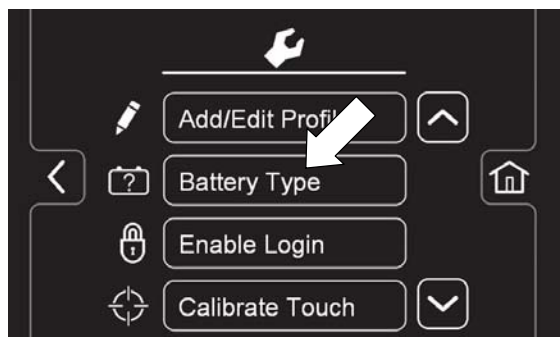 Add/Edit Profil
Battery Type
?
Enable Login
Calibrate Touch